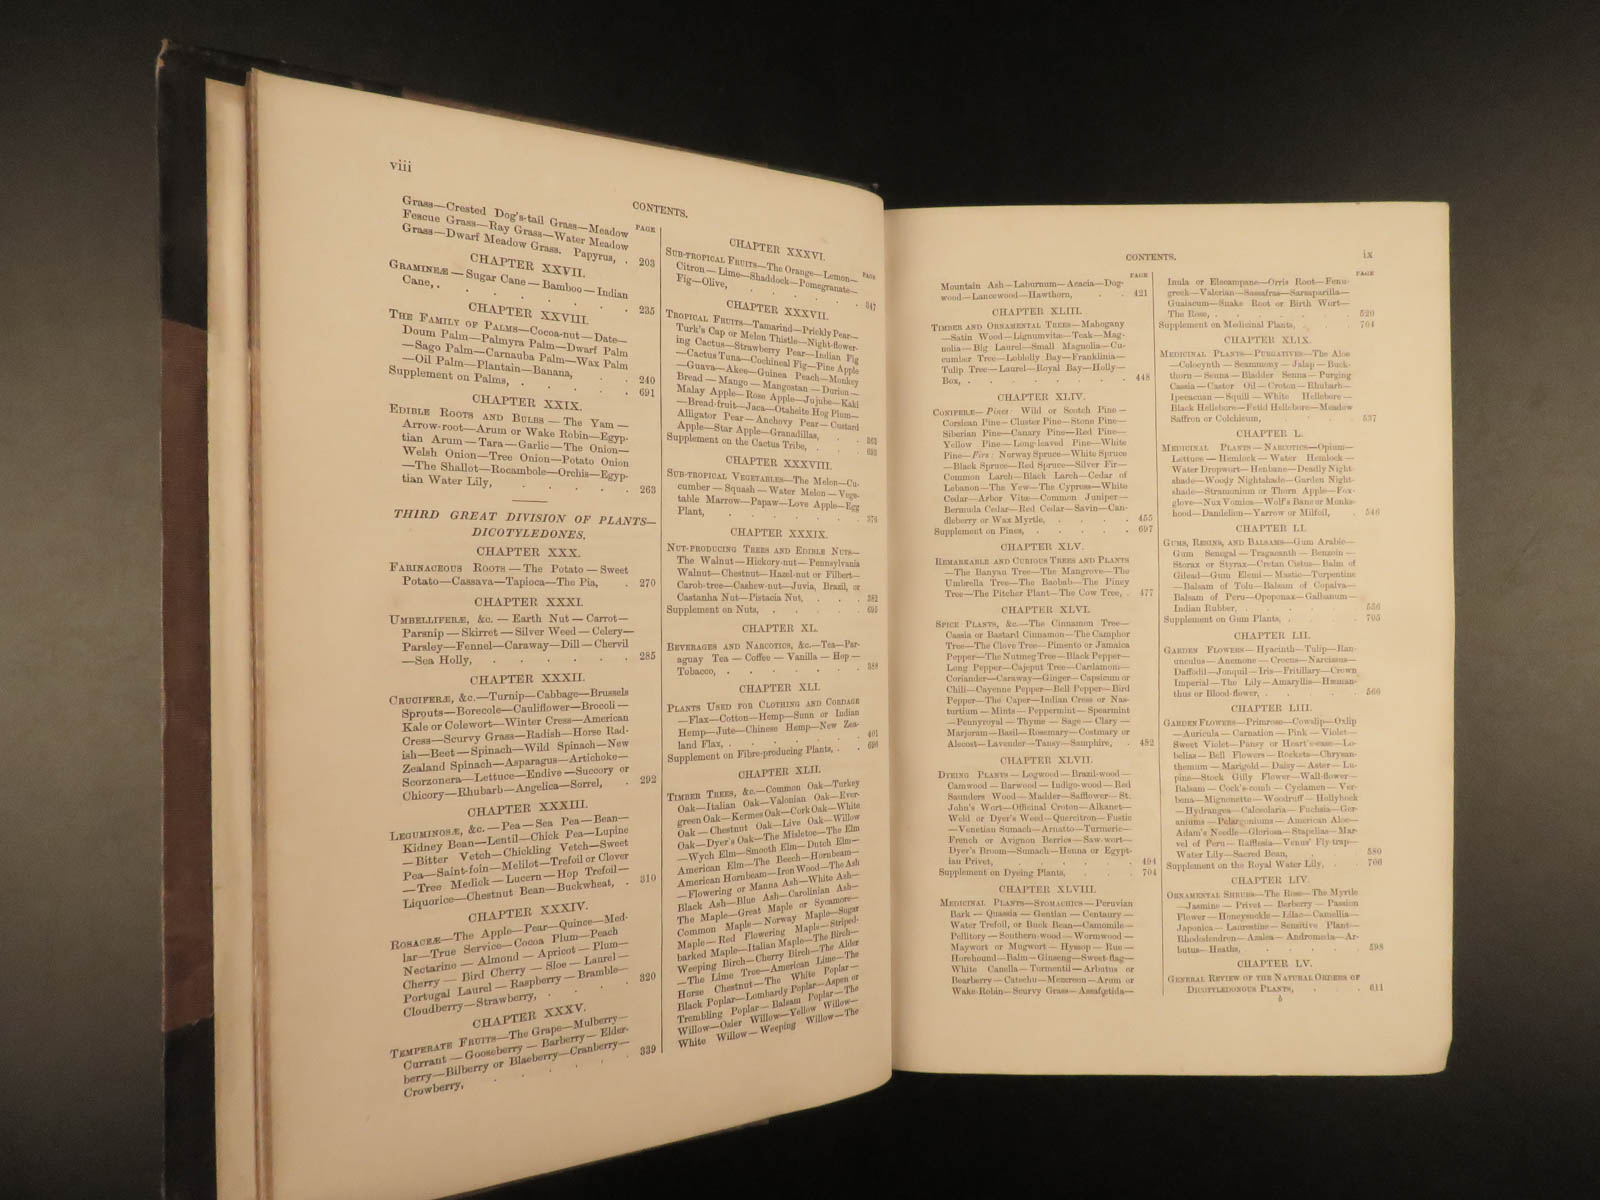 viii
CONTENTS.
PAGE
Grass—Crested Dog's-tail Grass—Meadow
Fescue Grass—Ray Grass—Water Meadow
Grass—Dwarf Meadow Grass. Papyrus, . 203
CHAPTER XXVII.
GRAMINEÆ—Sugar Cane—Bamboo—Indian
Cane, . . . . . . . 235
CHAPTER XXVIII.
THE FAMILY OF PALMS—Cocoa-nut—Date—
Doum Palm—Palmyra Palm—Dwarf Palm
—Sago Palm—Carnauba Palm—Wax Palm
—Oil Palm—Plantain—Banana, . . 240
Supplement on Palms, . . . . . 691
CHAPTER XXIX.
EDIBLE ROOTS AND BULBS—The Yam—
Arrow-root—Arum or Wake Robin—Egyp-
tian Arum—Tara—Garlic—The Onion—
Welsh Onion—Tree Onion—Potato Onion
—The Shallot—Rocambole—Orchis—Egyp-
tian Water Lily, . . . . . 263
THIRD GREAT DIVISION OF PLANTS—
DICOTYLEDONES.
CHAPTER XXX.
FARINACEOUS ROOTS—The Potato—Sweet
Potato—Cassava—Tapioca—The Pia, . 270
CHAPTER XXXI.
UMBELLIFERÆ, &c.—Earth Nut—Carrot—
Parsnip—Skirret—Silver Weed—Celery—
Parsley—Fennel—Caraway—Dill—Chervil
—Sea Holly, . . . . . . 285
CHAPTER XXXII.
CRUCIFERÆ, &c.—Turnip—Cabbage—Brussels
Sprouts—Borecole—Cauliflower—Brocoli—
Kale or Colewort—Winter Cress—American
Cress—Scurvy Grass—Radish—Horse Rad-
ish—Beet—Spinach—Wild Spinach—New
Zealand Spinach—Asparagus—Artichoke—
Scorzonera—Lettuce—Endive—Succory or
Chicory—Rhubarb—Angelica—Sorrel, . 292
CHAPTER XXXIII.
LEGUMINOSÆ, &c.—Pea—Sea Pea—Bean—
Kidney Bean—Lentil—Chick Pea—Lupine
—Bitter Vetch—Chickling Vetch—Sweet
Pea—Saint-foin—Melilot—Trefoil or Clover
—Tree Medick—Lucern—Hop Trefoil—
Liquorice—Chestnut Bean—Buckwheat, . 310
CHAPTER XXXIV.
ROSACEÆ—The Apple—Pear—Quince—Med-
lar—True Service—Cocoa Plum—Peach
Nectarine—Almond—Apricot—Plum—
Cherry—Bird Cherry—Sloe—Laurel—
Portugal Laurel—Raspberry—Bramble—
Cloudberry—Strawberry, . . . . 320
CHAPTER XXXV.
TEMPERATE FRUITS—The Grape—Mulberry—
Currant—Gooseberry—Barberry—Elder-
berry—Bilberry or Blaeberry—Cranberry—
Crowberry, . . . . . . 339
PAGE
CHAPTER XXXVI.
SUB-TROPICAL FRUITS—The Orange—Lemon—
Citron—Lime—Shaddock—Pomegranate—
Fig—Olive, . . . . . . 347
CHAPTER XXXVII.
TROPICAL FRUITS—Tamarind—Prickly Pear—
Turk's Cap or Melon Thistle—Night-flower-
ing Cactus—Strawberry Pear—Indian Fig
—Cactus Tuna—Cochineal Fig—Pine Apple
—Guava—Akee—Guinea Peach—Monkey
Bread—Mango—Mangostan—Durion—
Malay Apple—Rose Apple—Jujube—Kaki
—Bread-fruit—Jaca—Otaheite Hog Plum—
Alligator Pear—Anchovy Pear—Custard
Apple—Star Apple—Granadillas, . . 363
Supplement on the Cactus Tribe, . . . 693
CHAPTER XXXVIII.
SUB-TROPICAL VEGETABLES—The Melon—Cu-
cumber—Squash—Water Melon—Vege-
table Marrow—Papaw—Love Apple—Egg
Plant, . . . . . . . 376
CHAPTER XXXIX.
NUT-PRODUCING TREES AND EDIBLE NUTS—
The Walnut—Hickory-nut—Pennsylvania
Walnut—Chestnut—Hazel-nut or Filbert—
Carob-tree—Cashew-nut—Juvia, Brazil, or
Castanha Nut—Pistacia Nut, . . . 382
Supplement on Nuts, . . . . . 695
CHAPTER XL.
BEVERAGES AND NARCOTICS, &c.—Tea—Par-
aguay Tea—Coffee—Vanilla—Hop—
Tobacco, . . . . . . . 388
CHAPTER XLI.
PLANTS USED FOR CLOTHING AND CORDAGE
—Flax—Cotton—Hemp—Sunn or Indian
Hemp—Jute—Chinese Hemp—New Zea-
land Flax, . . . . . . . 401
Supplement on Fibre-producing Plants, . . 696
CHAPTER XLII.
TIMBER TREES, &c.—Common Oak—Turkey
Oak—Italian Oak—Valonian Oak—Ever-
green Oak—Kermes Oak—Cork Oak—White
Oak—Chestnut Oak—Live Oak—Willow
Oak—Dyer's Oak—The Misletoe—The Elm
—Wych Elm—Smooth Elm—Dutch Elm—
American Elm—The Beech—Hornbeam—
American Hornbeam—Iron Wood—The Ash
—Flowering or Manna Ash—White Ash—
Black Ash—Blue Ash—Carolinian Ash—
The Maple—Great Maple or Sycamore—
Common Maple—Norway Maple—Sugar
Maple—Red Flowering Maple—Striped-
barked Maple—Italian Maple—The Birch—
Weeping Birch—Cherry Birch—The Alder
—The Lime Tree—American Lime—The
Horse Chestnut—The White Poplar—
Black Poplar—Lombardy Poplar—Aspen or
Trembling Poplar—Balsam Poplar—The
Willow—Osier Willow—Yellow Willow—
White Willow—Weeping Willow—The
CONTENTS.
ix
PAGE
Mountain Ash—Laburnum—Acacia—Dog-
wood—Lancewood—Hawthorn, . . 421
CHAPTER XLIII.
TIMBER AND ORNAMENTAL TREES—Mahogany
—Satin Wood—Lignumvitæ—Teak—Mag-
nolia—Big Laurel—Small Magnolia—Cu-
cumber Tree—Loblolly Bay—Franklinia—
Tulip Tree—Laurel—Royal Bay—Holly—
Box, . . . . . . . . 448
CHAPTER XLIV.
CONIFERÆ—Pines: Wild or Scotch Pine—
Corsican Pine—Cluster Pine—Stone Pine—
Siberian Pine—Canary Pine—Red Pine—
Yellow Pine—Long-leaved Pine—White
Pine—Firs: Norway Spruce—White Spruce
—Black Spruce—Red Spruce—Silver Fir—
Common Larch—Black Larch—Cedar of
Lebanon—The Yew—The Cypress—White
Cedar—Arbor Vitæ—Common Juniper—
Bermuda Cedar—Red Cedar—Savin—Can-
dleberry or Wax Myrtle, . . . . 455
Supplement on Pines, . . . . . 697
CHAPTER XLV.
REMARKABLE AND CURIOUS TREES AND PLANTS
—The Banyan Tree—The Mangrove—The
Umbrella Tree—The Baobab—The Piney
Tree—The Pitcher Plant—The Cow Tree, . 477
CHAPTER XLVI.
SPICE PLANTS, &c.—The Cinnamon Tree—
Cassia or Bastard Cinnamon—The Camphor
Tree—The Clove Tree—Pimento or Jamaica
Pepper—The Nutmeg Tree—Black Pepper—
Long Pepper—Cajeput Tree—Cardamom—
Coriander—Caraway—Ginger—Capsicum or
Chili—Cayenne Pepper—Bell Pepper—Bird
Pepper—The Caper—Indian Cress or Nas-
turtium—Mints—Peppermint—Spearmint
—Pennyroyal—Thyme—Sage—Clary—
Marjoram—Basil—Rosemary—Costmary or
Alecost—Lavender—Tansy—Samphire, . 482
CHAPTER XLVII.
DYEING PLANTS—Logwood—Brazil-wood—
Camwood—Barwood—Indigo-wood—Red
Saunders Wood—Madder—Safflower—St.
John's Wort—Officinal Croton—Alkanet—
Weld or Dyer's Weed—Quercitron—Fustic
—Venetian Sumach—Arnatto—Turmeric—
French or Avignon Berries—Saw-wort—
Dyer's Broom—Sumach—Henna or Egypt-
ian Privet, . . . . . . . 494
Supplement on Dyeing Plants, . . . . 704
CHAPTER XLVIII.
MEDICINAL PLANTS—STOMACHICS—Peruvian
Bark—Quassia—Gentian—Centaury—
Water Trefoil, or Buck Bean—Camomile—
Pellitory—Southern-wood—Wormwood—
Maywort or Mugwort—Hyssop—Rue—
Horehound—Balm—Ginseng—Sweet-flag—
White Canella—Tormentil—Arbutus or
Bearberry—Catechu—Mezereon—Arum or
Wake-Robin—Scurvy Grass—Assafœtida—
PAGE
Inula or Elecampane—Orris Root—Fenu-
greek—Valerian—Sassafras—Sarsaparilla—
Guaiacum—Snake Root or Birth Wort—
The Rose, . . . . . . . 520
Supplement on Medicinal Plants, . . . 704
CHAPTER XLIX.
MEDICINAL PLANTS—PURGATIVES—The Aloe
—Colocynth—Scammony—Jalap—Buck-
thorn—Senna—Bladder Senna—Purging
Cassia—Castor Oil—Croton—Rhubarb—
Ipecacuan—Squill—White Hellebore—
Black Hellebore—Fetid Hellebore—Meadow
Saffron or Colchicum, . . . . 537
CHAPTER L.
MEDICINAL PLANTS—NARCOTICS—Opium—
Lettuce—Hemlock—Water Hemlock—
Water Dropwort—Henbane—Deadly Night-
shade—Woody Nightshade—Garden Night-
shade—Stramonium or Thorn Apple—Fox-
glove—Nux Vomica—Wolf's Bane or Monks-
hood—Dandelion—Yarrow or Milfoil, . 546
CHAPTER LI.
GUMS, RESINS, AND BALSAMS—Gum Arabic—
Gum Senegal—Tragacanth—Benzoin—
Storax or Styrax—Cretan Cistus—Balm of
Gilead—Gum Elemi—Mastic—Turpentine
—Balsam of Tolu—Balsam of Copaiva—
Balsam of Peru—Opoponax—Galbanum—
Indian Rubber, . . . . . . 556
Supplement on Gum Plants, . . . . 705
CHAPTER LII.
GARDEN FLOWERS—Hyacinth—Tulip—Ran-
unculus—Anemone—Crocus—Narcissus—
Daffodil—Jonquil—Iris—Fritillary—Crown
Imperial—The Lily—Amaryllis—Hæman-
thus or Blood-flower, . . . . 566
CHAPTER LIII.
GARDEN FLOWERS—Primrose—Cowslip—Oxlip
—Auricula—Carnation—Pink—Violet—
Sweet Violet—Pansy or Heart's-ease—Lo-
belias—Bell Flowers—Rockets—Chrysan-
themum—Marigold—Daisy—Aster—Lu-
pine—Stock Gilly Flower—Wall-flower—
Balsam—Cock's-comb—Cyclamen—Ver-
bena—Mignonette—Woodruff—Hollyhock
—Hydrangea—Calceolaria—Fuchsia—Ger-
aniums—Pelargoniums—American Aloe—
Adam's Needle—Gloriosa—Stapelias—Mar-
vel of Peru—Rafflesia—Venus' Fly-trap—
Water Lily—Sacred Bean, . . . 580
Supplement on the Royal Water Lily, . . 706
CHAPTER LIV.
ORNAMENTAL SHRUBS—The Rose—The Myrtle
—Jasmine—Privet—Berberry—Passion
Flower—Honeysuckle—Lilac—Camellia—
Japonica—Laurestine—Sensitive Plant—
Rhododendron—Azalea—Andromeda—Ar-
butus—Heaths, . . . . . 598
CHAPTER LV.
GENERAL REVIEW OF THE NATURAL ORDERS OF
DICOTYLEDONOUS PLANTS, . . . 611
b